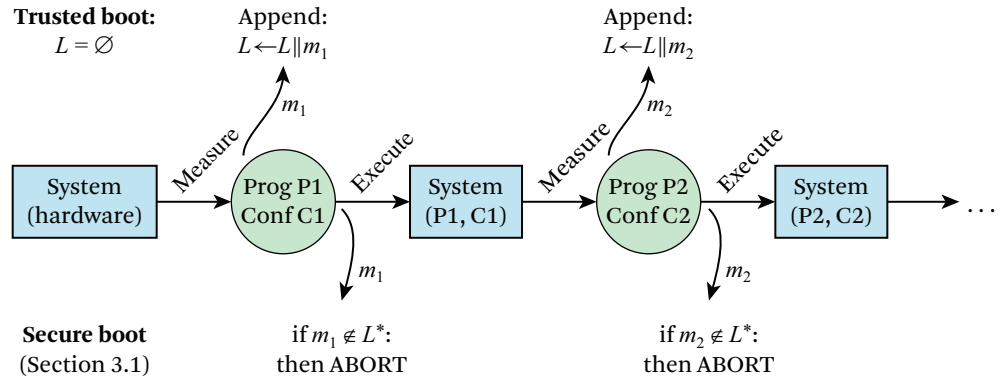 Trusted boot:
L = ∅
Append:
L←L‖m₁
Append:
L←L‖m₂
m₁
m₂
Measure
Execute
Measure
Execute
System
(hardware)
Prog P1
Conf C1
System
(P1, C1)
Prog P2
Conf C2
System
(P2, C2)
...
m₁
m₂
Secure boot
(Section 3.1)
if m₁ ∉ L*:
then ABORT
if m₂ ∉ L*:
then ABORT